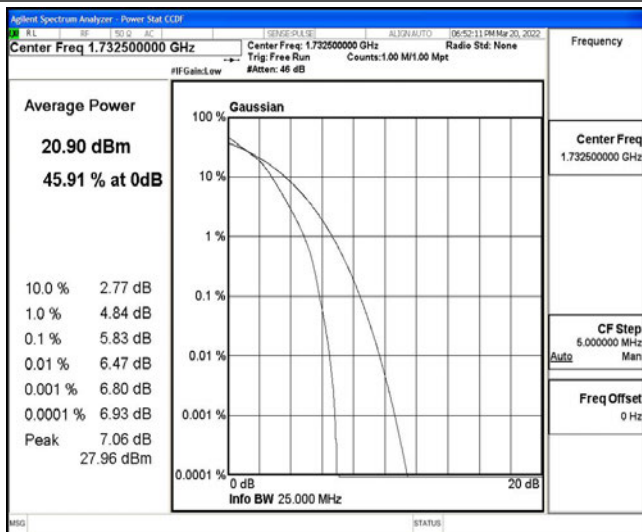 Agilent Spectrum Analyzer - Power Stat CCDF
RL RF 50 Ω AC SENSE:PULSE ALIGN AUTO 06:52:11 PM Mar 20, 2022
Center Freq 1.732500000 GHz
Center Freq: 1.732500000 GHz Radio Std: None
Trig: Free Run Counts:1.00 M/1.00 Mpt
#IFGain:Low #Atten: 46 dB
Frequency
Average Power
20.90 dBm
45.91 % at 0dB
10.0 % 2.77 dB
1.0 % 4.84 dB
0.1 % 5.83 dB
0.01 % 6.47 dB
0.001 % 6.80 dB
0.0001 % 6.93 dB
Peak 7.06 dB
27.96 dBm
Gaussian
100 %
10 %
1 %
0.1 %
0.01 %
0.001 %
0.0001 %
0 dB 20 dB
Info BW 25.000 MHz
Center Freq
1.732500000 GHz
CF Step
5.000000 MHz
Auto Man
Freq Offset
0 Hz
MSG STATUS